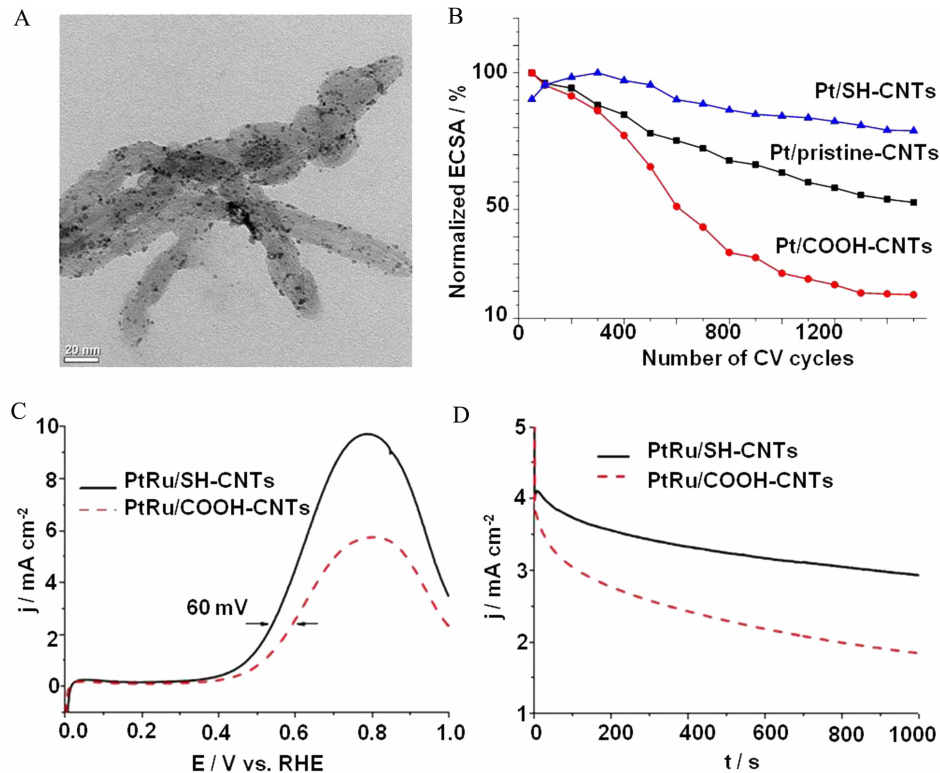 A
20 nm
B
Normalized ECSA / %
100
50
10
Pt/SH-CNTs
Pt/pristine-CNTs
Pt/COOH-CNTs
0
400
800
1200
Number of CV cycles
C
j / mA cm-2
10
8
6
4
2
0
PtRu/SH-CNTs
PtRu/COOH-CNTs
60 mV
0.0
0.2
0.4
0.6
0.8
1.0
E / V vs. RHE
D
j / mA cm-2
5
4
3
2
1
PtRu/SH-CNTs
PtRu/COOH-CNTs
0
200
400
600
800
1000
t / s